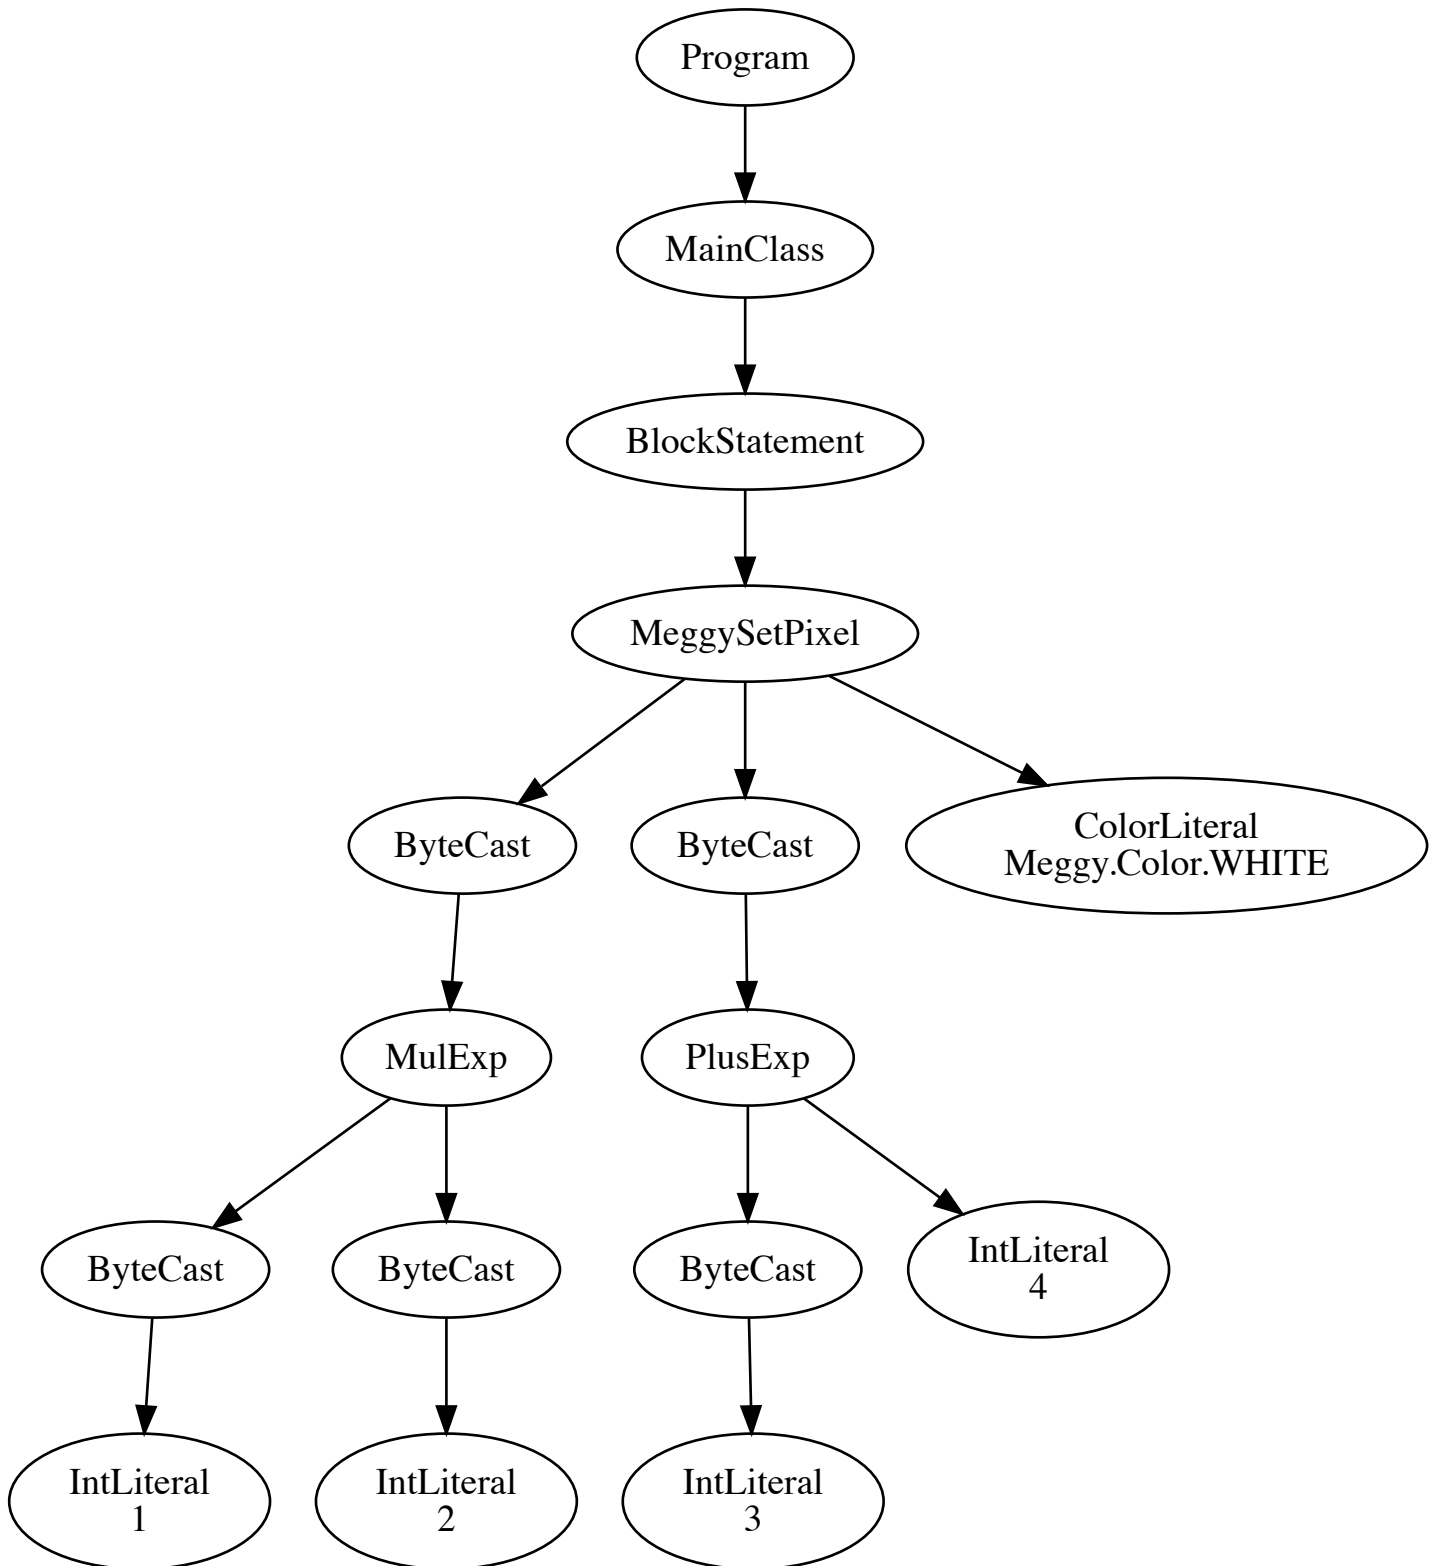 Program
MainClass
BlockStatement
MeggySetPixel
ByteCast
ByteCast
ColorLiteral
Meggy.Color.WHITE
MulExp
PlusExp
ByteCast
ByteCast
ByteCast
IntLiteral
4
IntLiteral
1
IntLiteral
2
IntLiteral
3